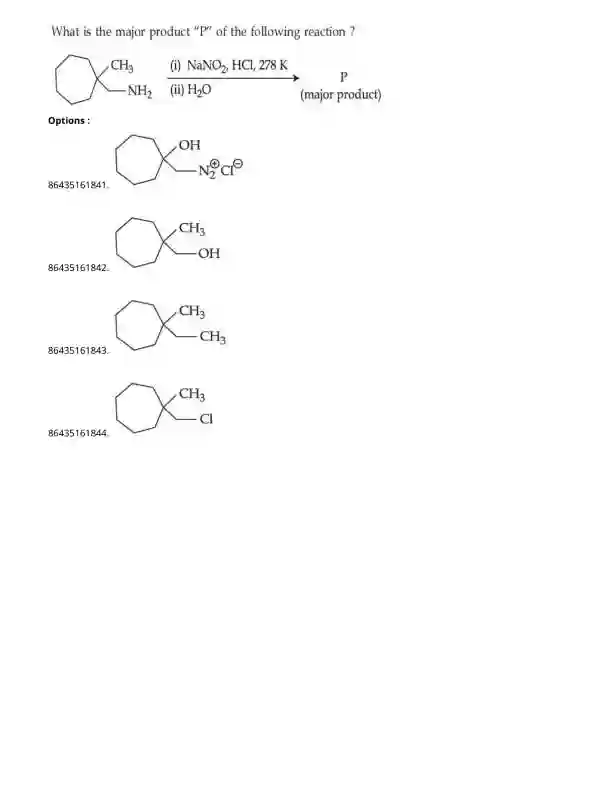 What is the major product "P" of the following reaction ?
CH₃
(i) NaNO₂, HCl, 278 K
NH₂
(ii) H₂O
P
(major product)
Options :
OH
N₂⊕ Cl⊖
86435161841.
CH₃
OH
86435161842.
CH₃
CH₃
86435161843.
CH₃
Cl
86435161844.